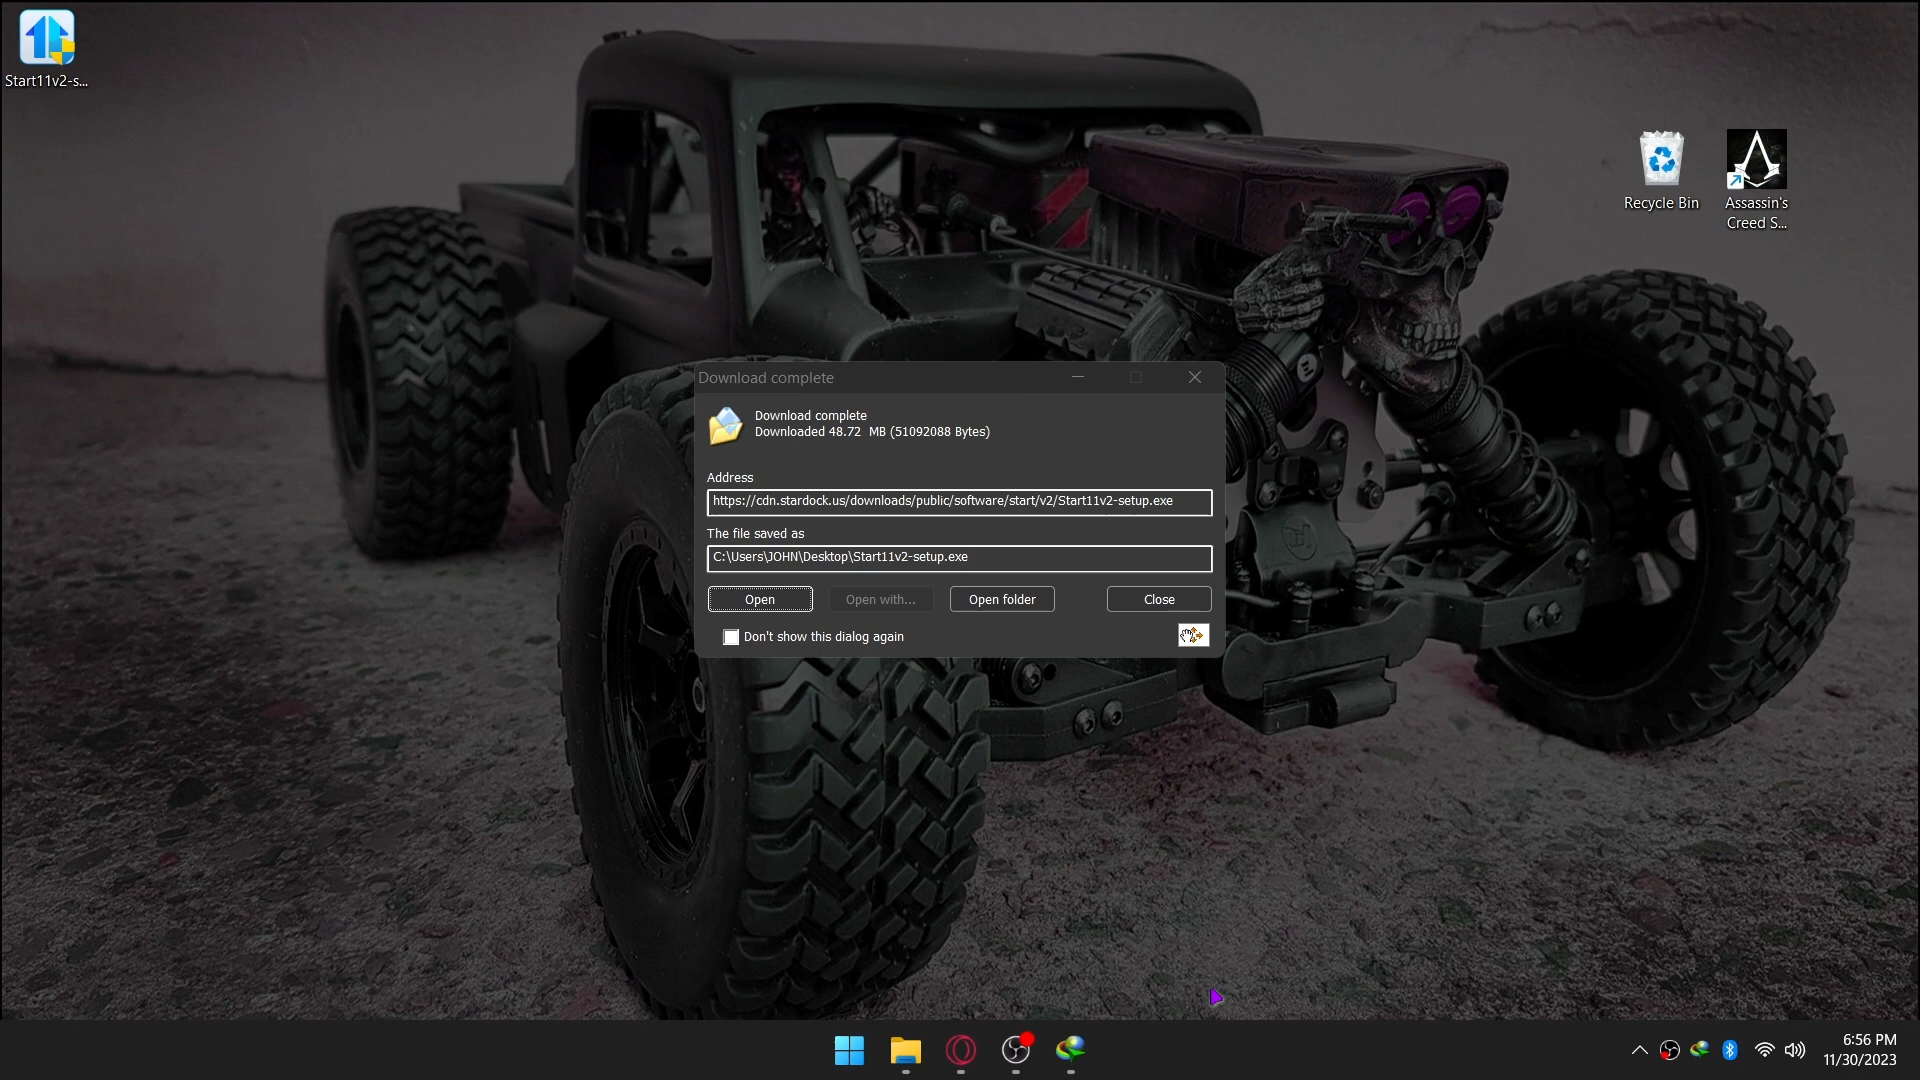 Start11v2-s...
Recycle Bin
Assassin's
Creed S...
Download complete
Download complete
Downloaded 48.72  MB (51092088 Bytes)
Address
https://cdn.stardock.us/downloads/public/software/start/v2/Start11v2-setup.exe
The file saved as
C:\Users\JOHN\Desktop\Start11v2-setup.exe
Open
Open with...
Open folder
Close
Don't show this dialog again
6:56 PM
11/30/2023